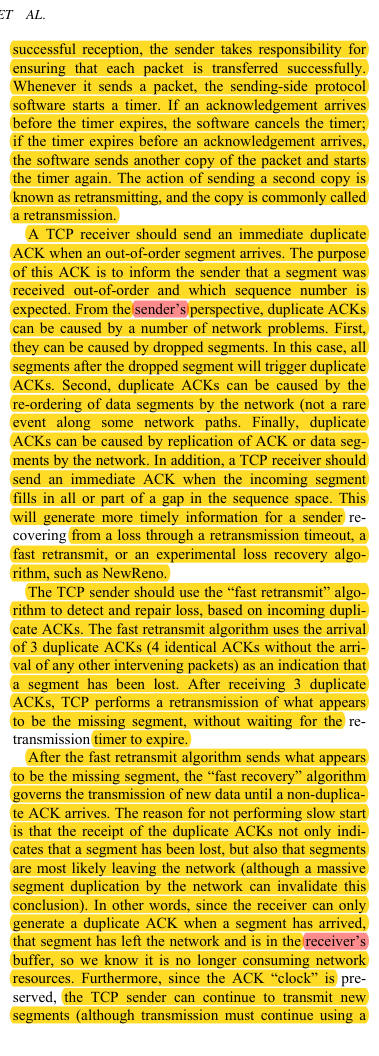 ET AL.
successful reception, the sender takes responsibility for
ensuring that each packet is transferred successfully.
Whenever it sends a packet, the sending-side protocol
software starts a timer. If an acknowledgement arrives
before the timer expires, the software cancels the timer;
if the timer expires before an acknowledgement arrives,
the software sends another copy of the packet and starts
the timer again. The action of sending a second copy is
known as retransmitting, and the copy is commonly called
a retransmission.
A TCP receiver should send an immediate duplicate
ACK when an out-of-order segment arrives. The purpose
of this ACK is to inform the sender that a segment was
received out-of-order and which sequence number is
expected. From the sender's perspective, duplicate ACKs
can be caused by a number of network problems. First,
they can be caused by dropped segments. In this case, all
segments after the dropped segment will trigger duplicate
ACKs. Second, duplicate ACKs can be caused by the
re-ordering of data segments by the network (not a rare
event along some network paths. Finally, duplicate
ACKs can be caused by replication of ACK or data seg-
ments by the network. In addition, a TCP receiver should
send an immediate ACK when the incoming segment
fills in all or part of a gap in the sequence space. This
will generate more timely information for a sender re-
covering from a loss through a retransmission timeout, a
fast retransmit, or an experimental loss recovery algo-
rithm, such as NewReno.
The TCP sender should use the “fast retransmit” algo-
rithm to detect and repair loss, based on incoming dupli-
cate ACKs. The fast retransmit algorithm uses the arrival
of 3 duplicate ACKs (4 identical ACKs without the arri-
val of any other intervening packets) as an indication that
a segment has been lost. After receiving 3 duplicate
ACKs, TCP performs a retransmission of what appears
to be the missing segment, without waiting for the re-
transmission timer to expire.
After the fast retransmit algorithm sends what appears
to be the missing segment, the “fast recovery” algorithm
governs the transmission of new data until a non-duplica-
te ACK arrives. The reason for not performing slow start
is that the receipt of the duplicate ACKs not only indi-
cates that a segment has been lost, but also that segments
are most likely leaving the network (although a massive
segment duplication by the network can invalidate this
conclusion). In other words, since the receiver can only
generate a duplicate ACK when a segment has arrived,
that segment has left the network and is in the receiver's
buffer, so we know it is no longer consuming network
resources. Furthermore, since the ACK “clock” is pre-
served, the TCP sender can continue to transmit new
segments (although transmission must continue using a